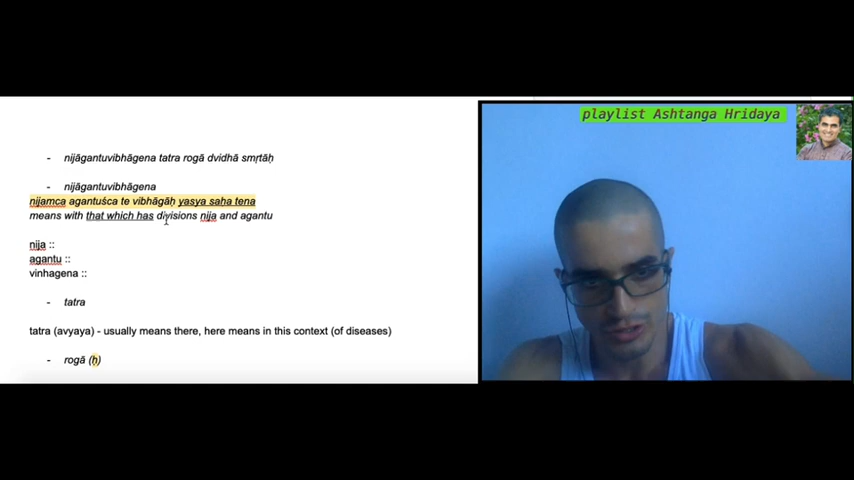 - nijāgantuvibhāgena tatra rogā dvidhā smṛtāḥ
- nijāgantuvibhāgena
nijamca agantuśca te vibhāgāḥ yasya saha tena
means with that which has divisions nija and agantu
nija ::
agantu ::
vinhagena ::
- tatra
tatra (avyaya) - usually means there, here means in this context (of diseases)
- rogā (ḥ)
playlist Ashtanga Hridaya